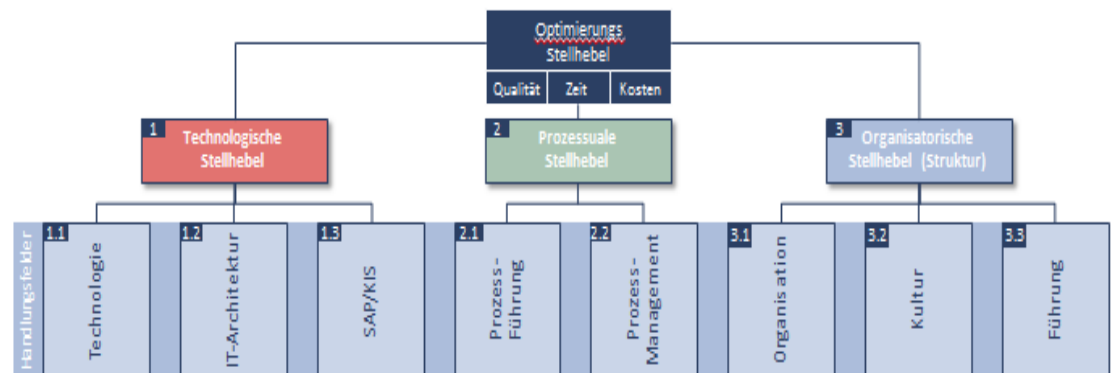 Optimierungs
Stellhebel
Qualität Zeit Kosten
1
Technologische
Stellhebel
2
Prozessuale
Stellhebel
3
Organisatorische
Stellhebel (Struktur)
Handlungsfelder
1.1
Technologie
1.2
IT-Architektur
1.3
SAP/KIS
2.1
Prozess-
Führung
2.2
Prozess-
Management
3.1
Organisation
3.2
Kultur
3.3
Führung